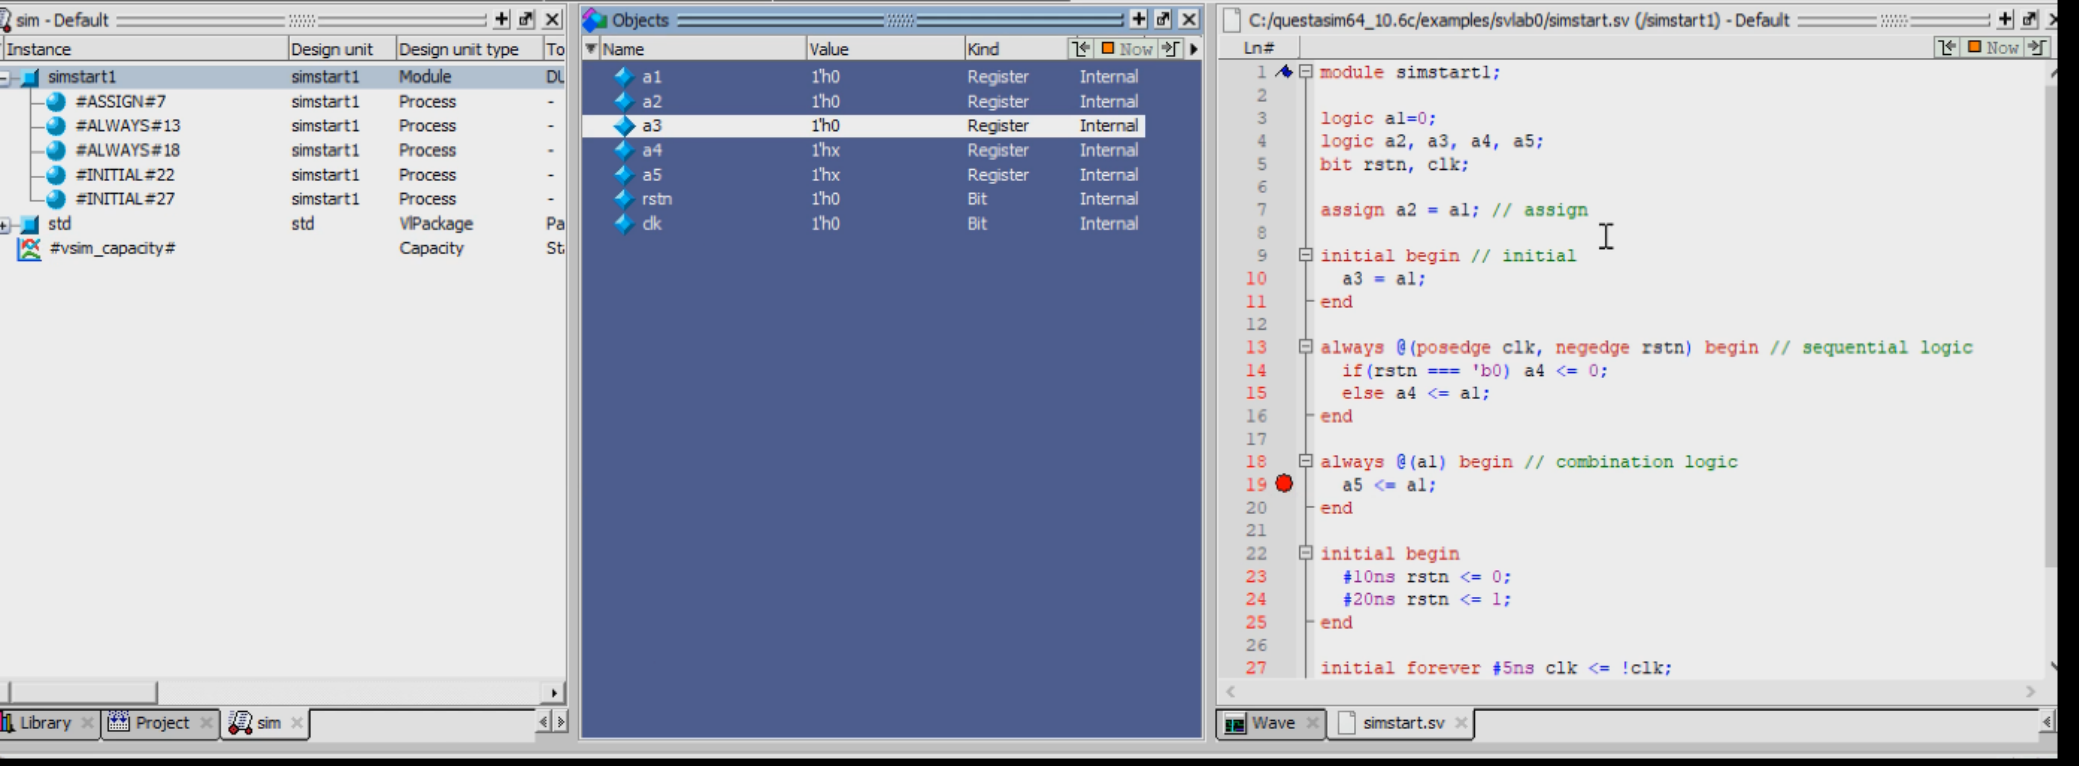 sim - Default
Instance Design unit Design unit type To
simstart1 simstart1 Module DU
#ASSIGN#7 simstart1 Process -
#ALWAYS#13 simstart1 Process -
#ALWAYS#18 simstart1 Process -
#INITIAL#22 simstart1 Process -
#INITIAL#27 simstart1 Process -
std std VlPackage Pa
#vsim_capacity# Capacity St
Library Project sim
Objects
Name Value Kind Now
a1 1'h0 Register Internal
a2 1'h0 Register Internal
a3 1'h0 Register Internal
a4 1'hx Register Internal
a5 1'hx Register Internal
rstn 1'h0 Bit Internal
clk 1'h0 Bit Internal
C:/questasim64_10.6c/examples/svlab0/simstart.sv (/simstart1) - Default
Ln# Now
1 module simstart1;
2
3 logic a1=0;
4 logic a2, a3, a4, a5;
5 bit rstn, clk;
6
7 assign a2 = a1; // assign
8
9 initial begin // initial
10 a3 = a1;
11 end
12
13 always @(posedge clk, negedge rstn) begin // sequential logic
14 if(rstn === 'b0) a4 <= 0;
15 else a4 <= a1;
16 end
17
18 always @(a1) begin // combination logic
19 a5 <= a1;
20 end
21
22 initial begin
23 #10ns rstn <= 0;
24 #20ns rstn <= 1;
25 end
26
27 initial forever #5ns clk <= !clk;
Wave simstart.sv